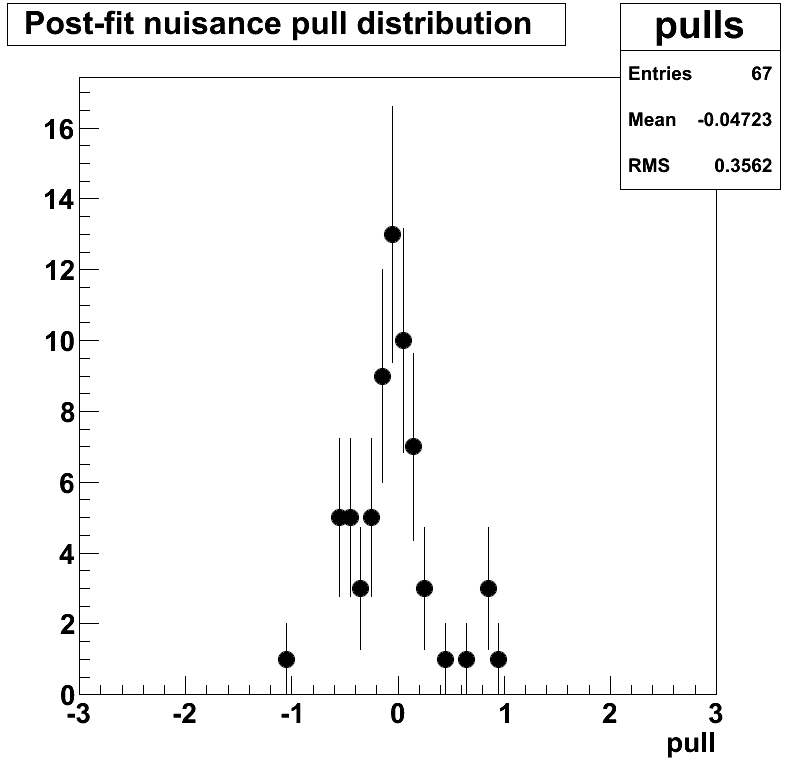 Post-fit nuisance pull distribution
pulls
Entries 67
Mean -0.04723
RMS 0.3562
16
14
12
10
8
6
4
2
0
-3 -2 -1 0 1 2 3
pull